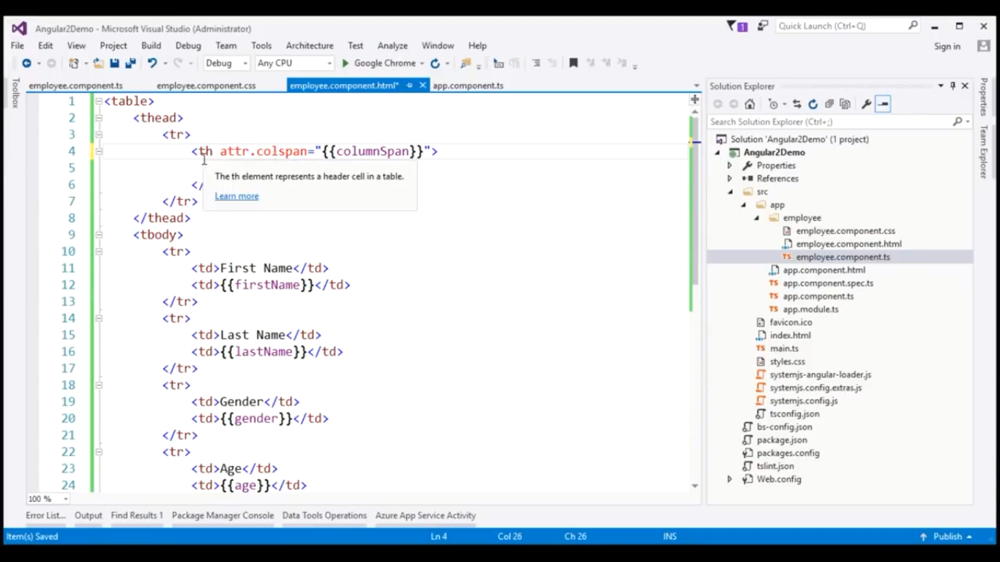 Angular2Demo - Microsoft Visual Studio (Administrator)
1
Quick Launch (Ctrl+Q)
File Edit View Project Build Debug Team Tools Architecture Test Analyze Window Help
Sign in
Debug Any CPU Google Chrome
Toolbox
employee.component.ts employee.component.css employee.component.html* app.component.ts
1 <table>
2 <thead>
3 <tr>
4 <th attr.colspan="{{columnSpan}}">
5
The th element represents a header cell in a table.
6 </
Learn more
7 </tr>
8 </thead>
9 <tbody>
10 <tr>
11 <td>First Name</td>
12 <td>{{firstName}}</td>
13 </tr>
14 <tr>
15 <td>Last Name</td>
16 <td>{{lastName}}</td>
17 </tr>
18 <tr>
19 <td>Gender</td>
20 <td>{{gender}}</td>
21 </tr>
22 <tr>
23 <td>Age</td>
24 <td>{{age}}</td>
100 %
Solution Explorer
Search Solution Explorer (Ctrl+;)
Solution 'Angular2Demo' (1 project)
Angular2Demo
Properties
References
src
app
employee
employee.component.css
employee.component.html
TS employee.component.ts
app.component.html
TS app.component.spec.ts
TS app.component.ts
TS app.module.ts
favicon.ico
index.html
TS main.ts
styles.css
systemjs-angular-loader.js
systemjs.config.extras.js
systemjs.config.js
tsconfig.json
bs-config.json
package.json
packages.config
tslint.json
Web.config
Properties
Team Explorer
Error List... Output Find Results 1 Package Manager Console Data Tools Operations Azure App Service Activity
Item(s) Saved Ln 4 Col 26 Ch 26 INS Publish